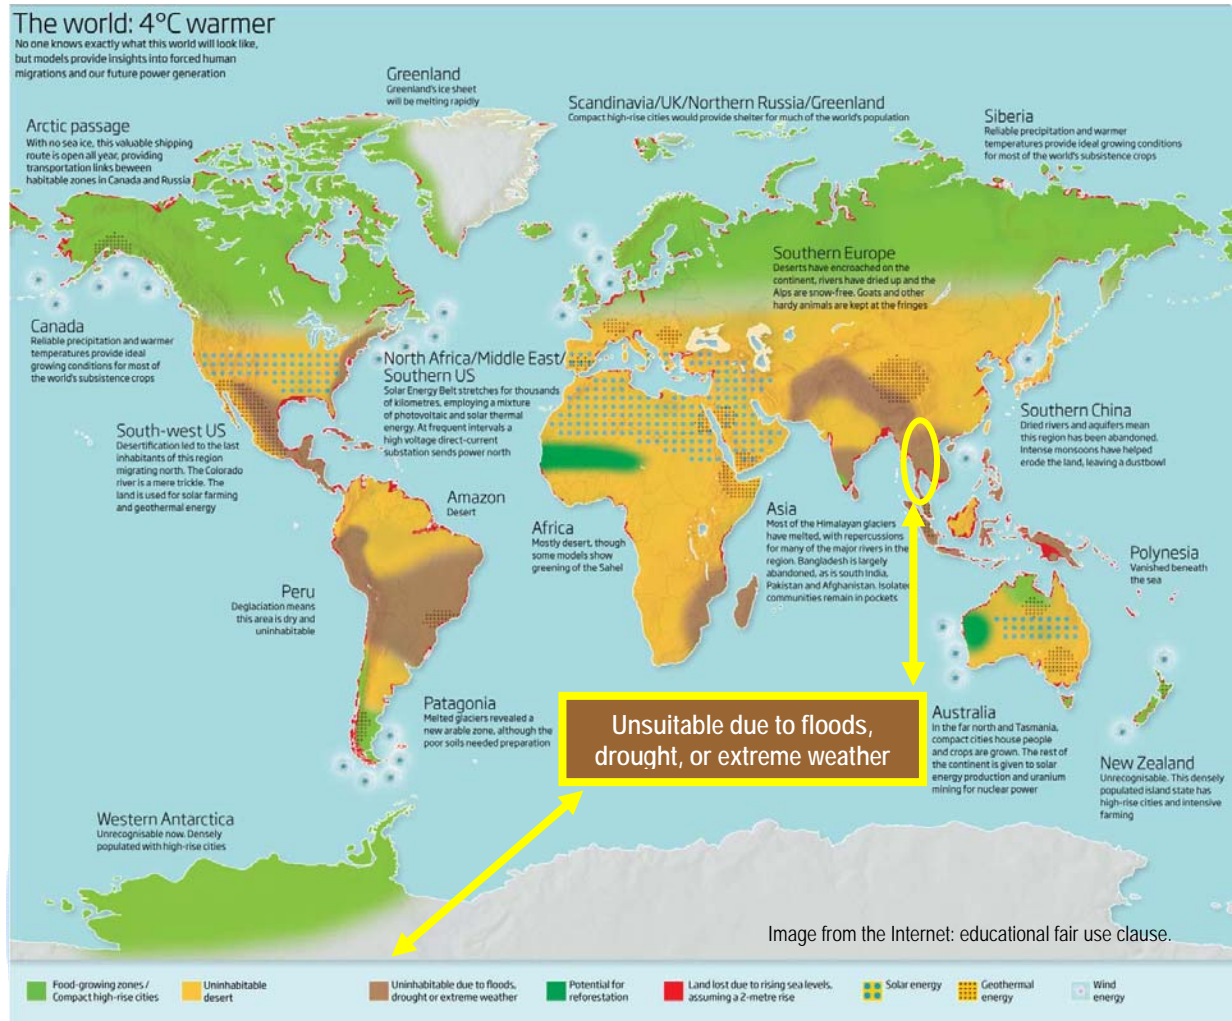 The world: 4°C warmer
No one knows exactly what this world will look like,
but models provide insights into forced human
migrations and our future power generation
Greenland
Greenland's ice sheet
will be melting rapidly
Scandinavia/UK/Northern Russia/Greenland
Compact high-rise cities would provide shelter for much of the world's population
Siberia
Reliable precipitation and warmer
temperatures provide ideal growing conditions
for most of the world's subsistence crops
Arctic passage
With no sea ice, this valuable shipping
route is open all year, providing
transportation links beween
habitable zones in Canada and Russia
Southern Europe
Deserts have encroached on the
continent, rivers have dried up and the
Alps are snow-free. Goats and other
hardy animals are kept at the fringes
Canada
Reliable precipitation and warmer
temperatures provide ideal
growing conditions for most of
the world's subsistence crops
North Africa/Middle East/
Southern US
Solar Energy Belt stretches for thousands
of kilometres, employing a mixture
of photovoltaic and solar thermal
energy. At frequent intervals a
high voltage direct-current
substation sends power north
South-west US
Desertification led to the last
inhabitants of this region
migrating north. The Colorado
river is a mere trickle. The
land is used for solar farming
and geothermal energy
Southern China
Dried rivers and aquifers mean
this region has been abandoned.
Intense monsoons have helped
erode the land, leaving a dustbowl
Amazon
Desert
Africa
Mostly desert, though
some models show
greening of the Sahel
Asia
Most of the Himalayan glaciers
have melted, with repercussions
for many of the major rivers in the
region. Bangladesh is largely
abandoned, as is south India,
Pakistan and Afghanistan. Isolated
communities remain in pockets
Polynesia
Vanished beneath
the sea
Peru
Deglaciation means
this area is dry and
uninhabitable
Patagonia
Melted glaciers revealed a
new arable zone, although the
poor soils needed preparation
Unsuitable due to floods,
drought, or extreme weather
Australia
In the far north and Tasmania,
compact cities house people
and crops are grown. The rest of
the continent is given to solar
energy production and uranium
mining for nuclear power
New Zealand
Unrecognisable. This densely
populated island state has
high-rise cities and intensive
farming
Western Antarctica
Unrecognisable now. Densely
populated with high-rise cities
Image from the Internet: educational fair use clause.
Food-growing zones /
Compact high-rise cities
Uninhabitable
desert
Uninhabitable due to floods,
drought or extreme weather
Potential for
reforestation
Land lost due to rising sea levels,
assuming a 2-metre rise
Solar energy
Geothermal
energy
Wind
energy